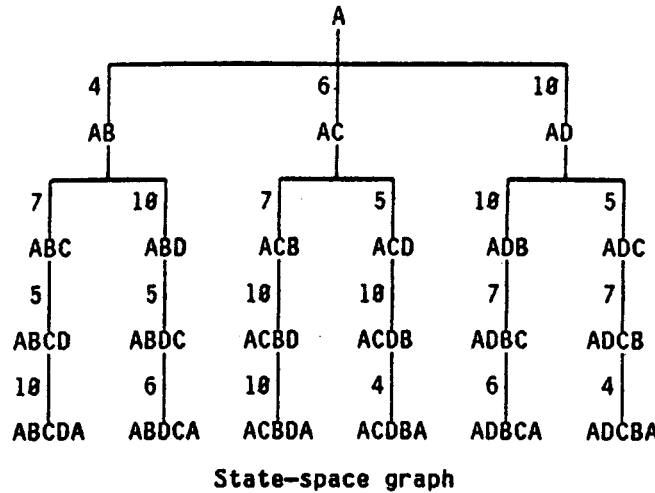 A
4 6 10
AB AC AD
7 10 7 5 10 5
ABC ABD ACB ACD ADB ADC
5 5 10 10 7 7
ABCD ABDC ACBD ACDB ADBC ADCB
10 6 10 4 6 4
ABCDA ABDCA ACBDA ACDBA ADBCA ADCBA
State-space graph